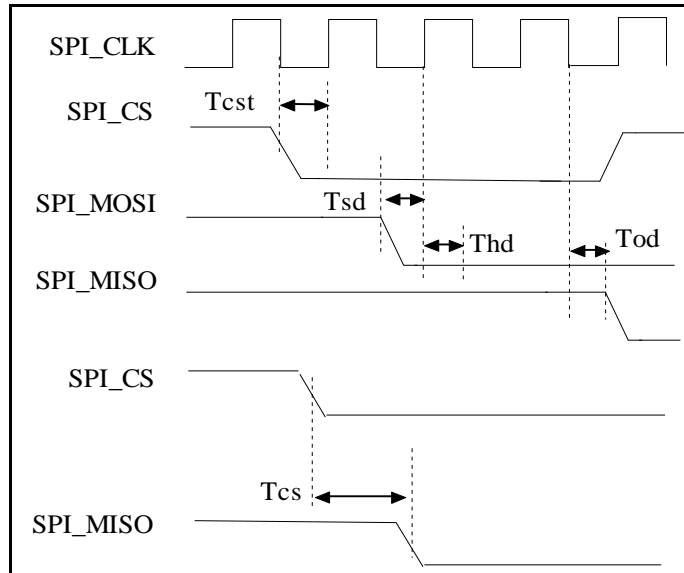 SPI_CLK
Tcst
SPI_CS
SPI_MOSI
Tsd
Thd
Tod
SPI_MISO
SPI_CS
Tcs
SPI_MISO